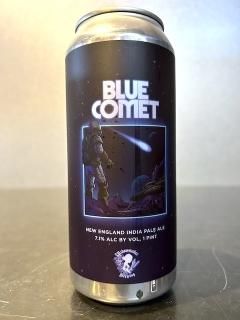 BLUE
COMET
NEW ENGLAND INDIA PALE ALE
7.1% ALC BY VOL, 1 PINT